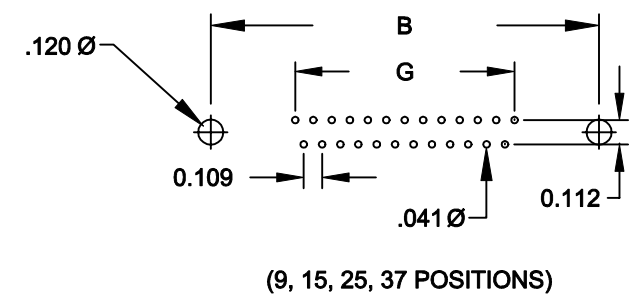 B
.120 Ø
G
0.109
0.112
.041 Ø
(9, 15, 25, 37 POSITIONS)